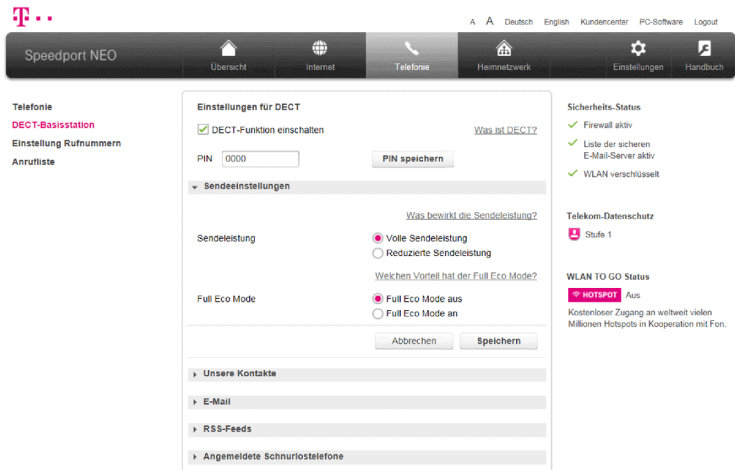 T
A A Deutsch English Kundencenter PC-Software Logout
Speedport NEO
Übersicht Internet Telefonie Heimnetzwerk Einstellungen Handbuch
Telefonie
DECT-Basisstation
Einstellung Rufnummern
Anrufliste
Einstellungen für DECT
DECT-Funktion einschalten Was ist DECT?
PIN 0000 PIN speichern
Sendeeinstellungen
Was bewirkt die Sendeleistung?
Sendeleistung Volle Sendeleistung
Reduzierte Sendeleistung
Welchen Vorteil hat der Full Eco Mode?
Full Eco Mode Full Eco Mode aus
Full Eco Mode an
Abbrechen Speichern
Unsere Kontakte
E-Mail
RSS-Feeds
Angemeldete Schnurlostelefone
Sicherheits-Status
Firewall aktiv
Liste der sicheren
E-Mail-Server aktiv
WLAN verschlüsselt
Telekom-Datenschutz
Stufe 1
WLAN TO GO Status
HOTSPOT Aus
Kostenloser Zugang an weltweit vielen
Millionen Hotspots in Kooperation mit Fon.